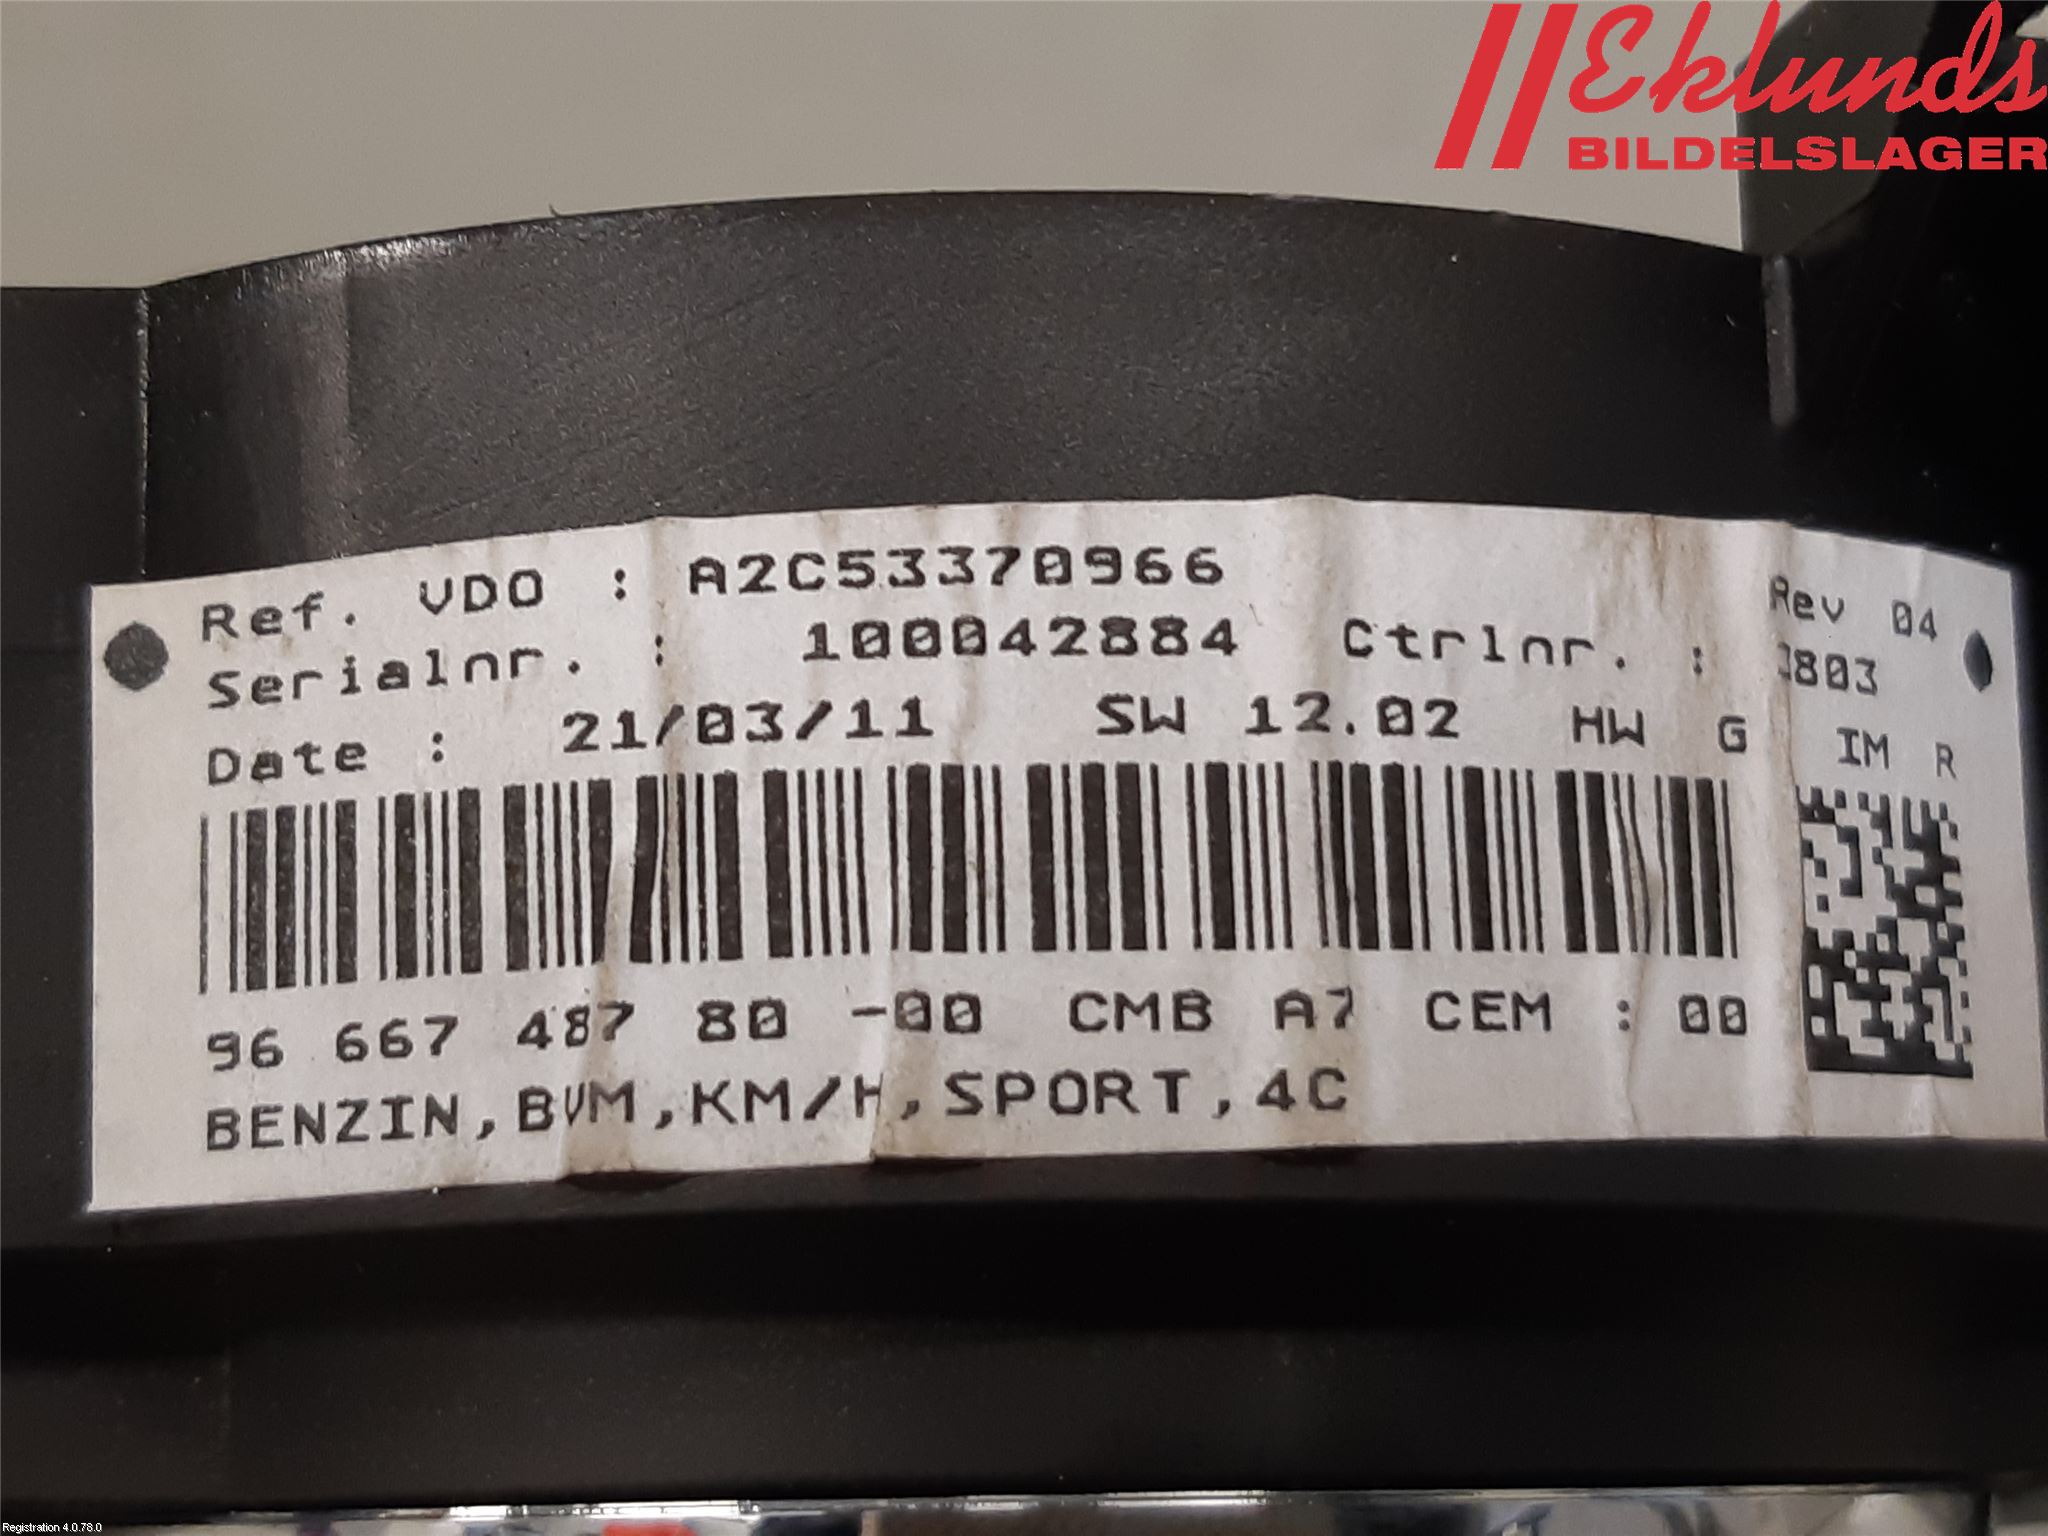 Eklunds
BILDELSLAGER
Ref. VDO : A2C53370966 Rev 04
Serialnr. : 100042884 Ctrlnr. :
Date : 21/03/11 SW 12.02 HW G IM R
96 667 487 80 -00 CMB A7 CEM : 00
BENZIN,BVM,KM/H,SPORT,4C
Registration 4.0.78.0